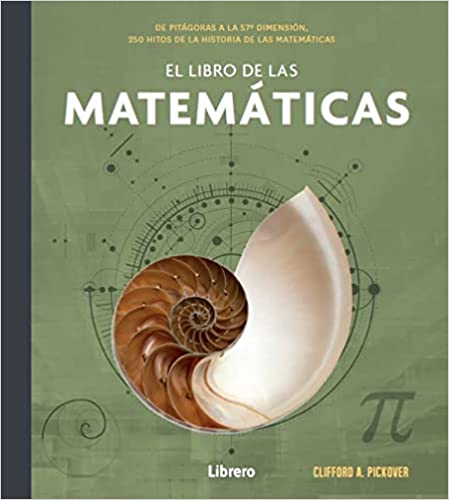 DE PITÁGORAS A LA 57ª DIMENSIÓN,
250 HITOS DE LA HISTORIA DE LAS MATEMÁTICAS
EL LIBRO DE LAS
MATEMÁTICAS
π
Librero
CLIFFORD A. PICKOVER